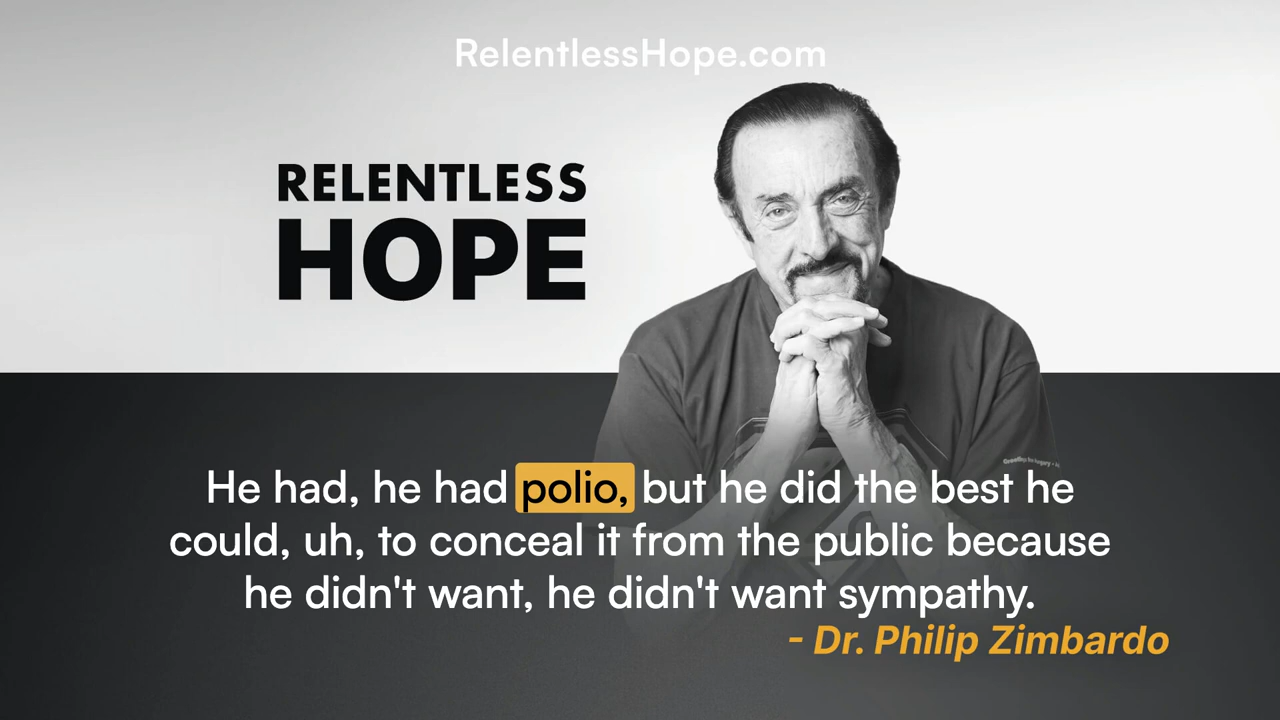 RelentlessHope.com
RELENTLESS
HOPE
He had, he had polio, but he did the best he
could, uh, to conceal it from the public because
he didn't want, he didn't want sympathy.
- Dr. Philip Zimbardo